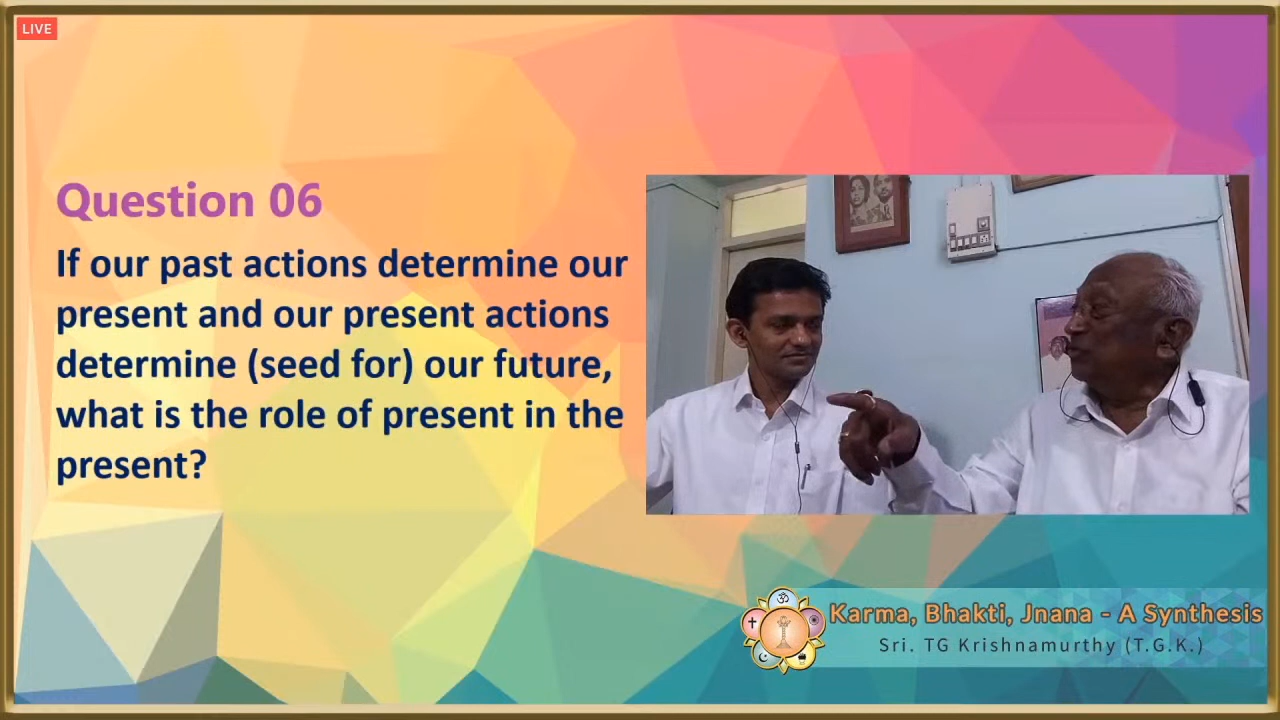 LIVE
Question 06
If our past actions determine our
present and our present actions
determine (seed for) our future,
what is the role of present in the
present?
Karma, Bhakti, Jnana - A Synthesis
Sri. TG Krishnamurthy (T.G.K.)